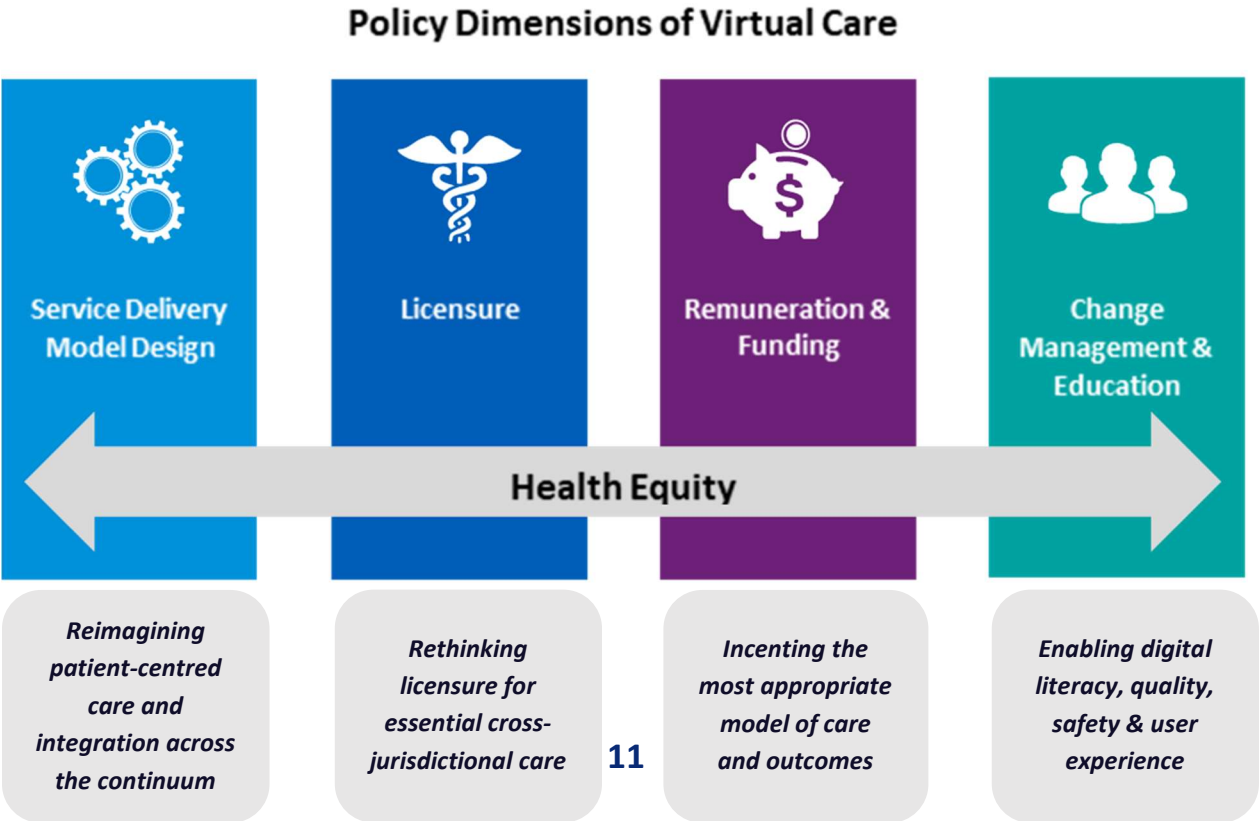 Policy Dimensions of Virtual Care
$
Service Delivery
Model Design
Licensure
Remuneration &
Funding
Change
Management &
Education
Health Equity
Reimagining
patient-centred
care and
integration across
the continuum
Rethinking
licensure for
essential cross-
jurisdictional care
11
Incenting the
most appropriate
model of care
and outcomes
Enabling digital
literacy, quality,
safety & user
experience